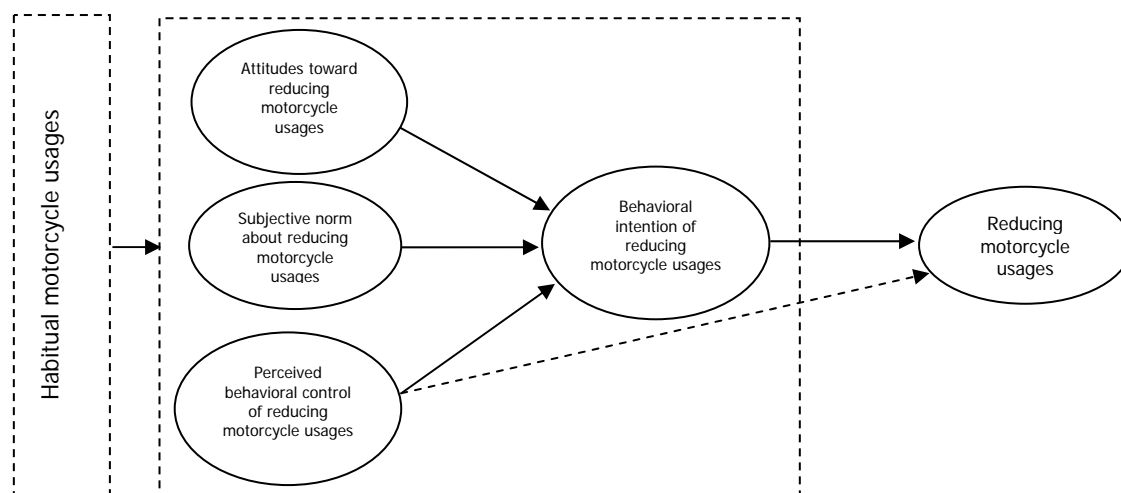 Habitual motorcycle usages
Attitudes toward
reducing
motorcycle
usages
Subjective norm
about reducing
motorcycle
usages
Perceived
behavioral control
of reducing
motorcycle usages
Behavioral
intention of
reducing
motorcycle usages
Reducing
motorcycle
usages